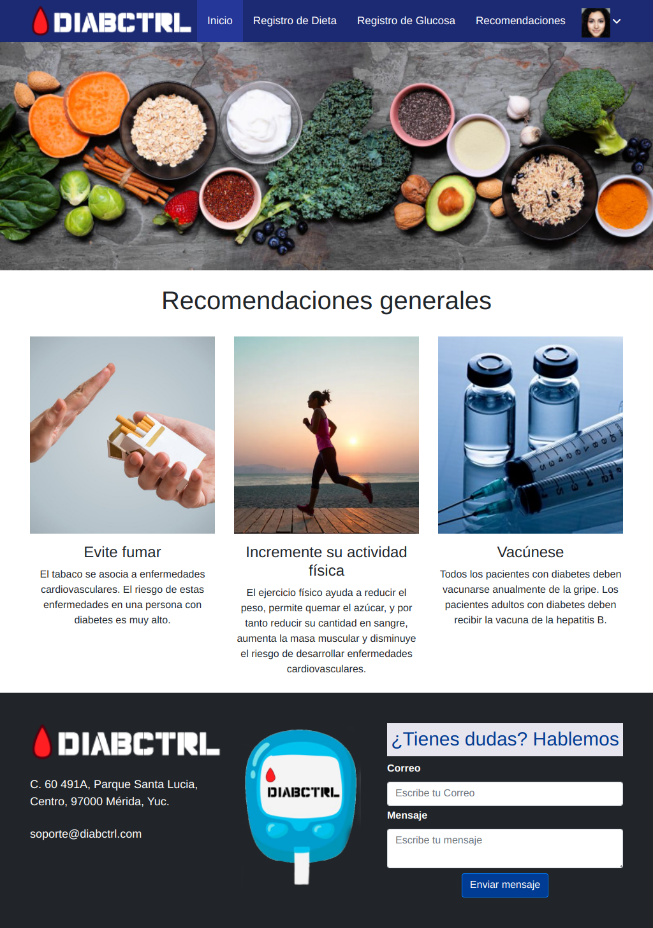 DIABCTRL Inicio Registro de Dieta Registro de Glucosa Recomendaciones
Recomendaciones generales
Evite fumar
El tabaco se asocia a enfermedades
cardiovasculares. El riesgo de estas
enfermedades en una persona con
diabetes es muy alto.
Incremente su actividad
física
El ejercicio físico ayuda a reducir el
peso, permite quemar el azúcar, y por
tanto reducir su cantidad en sangre,
aumenta la masa muscular y disminuye
el riesgo de desarrollar enfermedades
cardiovasculares.
Vacúnese
Todos los pacientes con diabetes deben
vacunarse anualmente de la gripe. Los
pacientes adultos con diabetes deben
recibir la vacuna de la hepatitis B.
DIABCTRL
C. 60 491A, Parque Santa Lucia,
Centro, 97000 Mérida, Yuc.
soporte@diabctrl.com
DIABCTRL
¿Tienes dudas? Hablemos
Correo
Escribe tu Correo
Mensaje
Escribe tu mensaje
Enviar mensaje